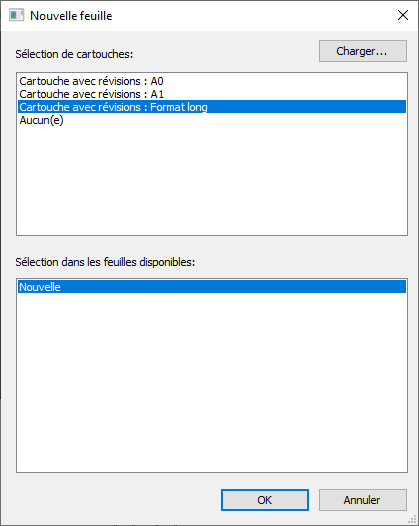 Nouvelle feuille
Sélection de cartouches:
Charger...
Cartouche avec révisions : A0
Cartouche avec révisions : A1
Cartouche avec révisions : Format long
Aucun(e)
Sélection dans les feuilles disponibles:
Nouvelle
OK
Annuler